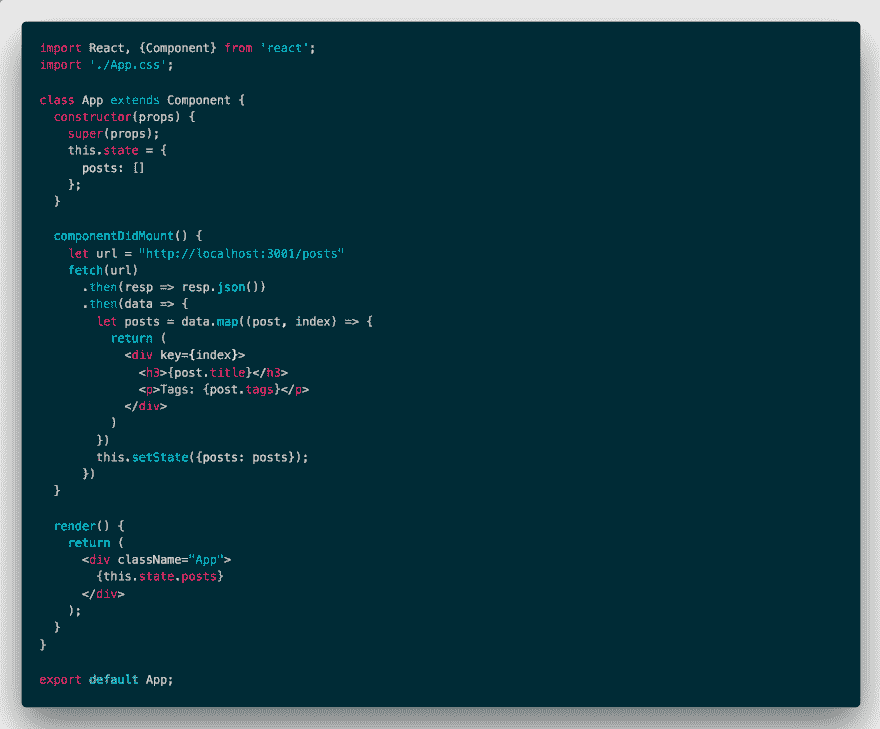 import React, {Component} from 'react';
import './App.css';

class App extends Component {
  constructor(props) {
    super(props);
    this.state = {
      posts: []
    };
  }

  componentDidMount() {
    let url = "http://localhost:3001/posts"
    fetch(url)
      .then(resp => resp.json())
      .then(data => {
        let posts = data.map((post, index) => {
          return (
            <div key={index}>
              <h3>{post.title}</h3>
              <p>Tags: {post.tags}</p>
            </div>
          )
        })
        this.setState({posts: posts});
      })
  }

  render() {
    return (
      <div className="App">
        {this.state.posts}
      </div>
    );
  }
}

export default App;